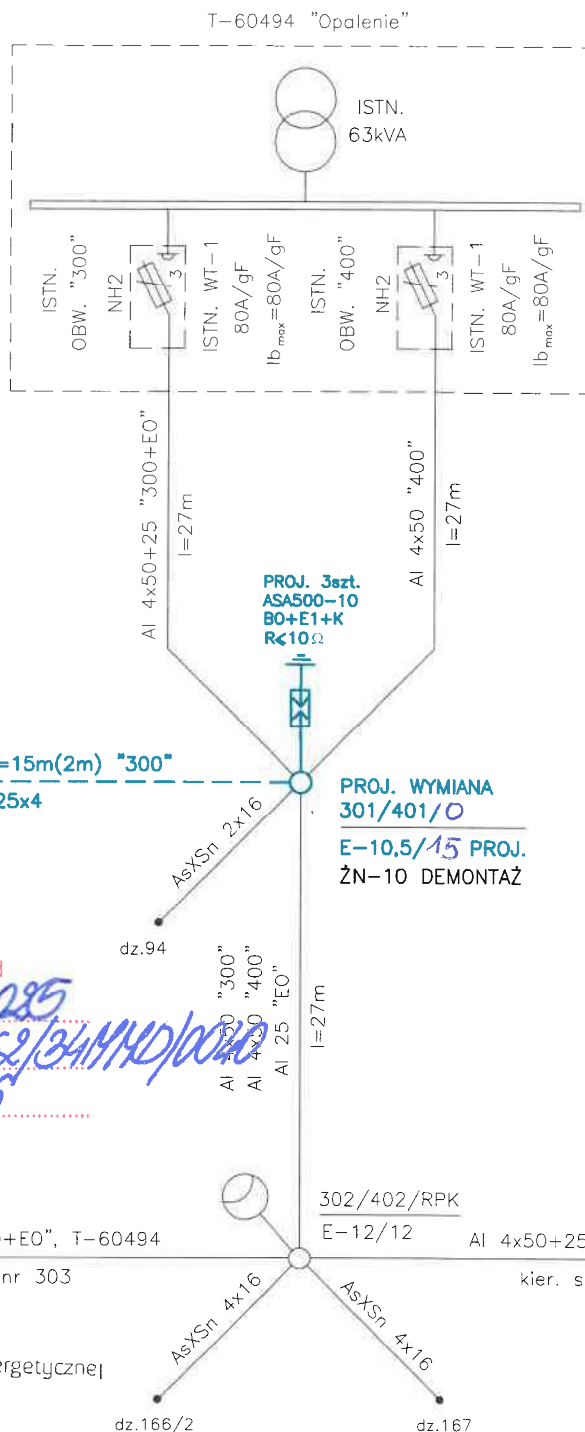 T-60494 "Opalenie"
ISTN.
63kVA
ISTN.
OBW. "300"
NH2
3
ISTN. WT-1
80A/gF
Ibmax=80A/gF
ISTN.
OBW. "400"
NH2
3
ISTN. WT-1
80A/gF
Ibmax=80A/gF
Al 4x50+25 "300+EO"
l=27m
Al 4x50 "400"
l=27m
PROJ. 3szt.
ASA500-10
BO+E1+K
R≤10Ω
=15m(2m) "300"
25x4
PROJ. WYMIANA
301/401/O
E-10,5/15 PROJ.
ŻN-10 DEMONTAŻ
AsXSn 2x16
dz.94
Al 4x50 "300"
Al 4x50 "400"
Al 25 "EO"
l=27m
302/402/RPK
E-12/12
+EO", T-60494
nr 303
Al 4x50+25
kier. s
AsXSn 4x16
AsXSn 4x16
ergetycznej
dz.166/2
dz.167